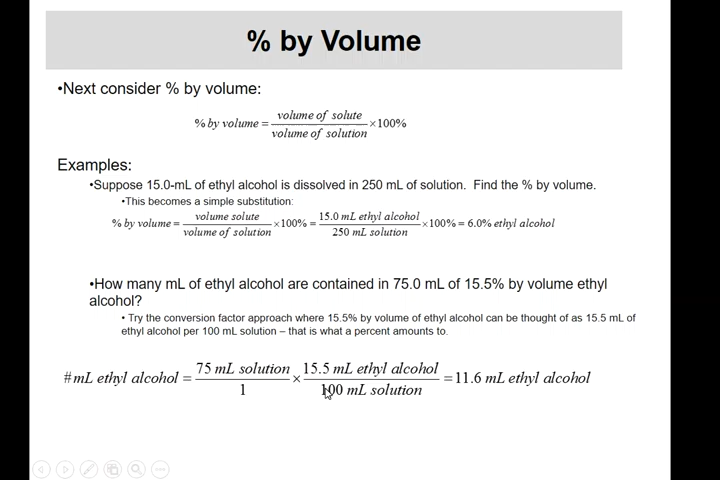 % by Volume
•Next consider % by volume:
% by volume = volume of solute / volume of solution ×100%
Examples:
•Suppose 15.0-mL of ethyl alcohol is dissolved in 250 mL of solution. Find the % by volume.
•This becomes a simple substitution:
% by volume = volume solute / volume of solution ×100% = 15.0 mL ethyl alcohol / 250 mL solution ×100% = 6.0% ethyl alcohol
•How many mL of ethyl alcohol are contained in 75.0 mL of 15.5% by volume ethyl
alcohol?
• Try the conversion factor approach where 15.5% by volume of ethyl alcohol can be thought of as 15.5 mL of
ethyl alcohol per 100 mL solution – that is what a percent amounts to.
#mL ethyl alcohol = 75 mL solution / 1 × 15.5 mL ethyl alcohol / 100 mL solution = 11.6 mL ethyl alcohol